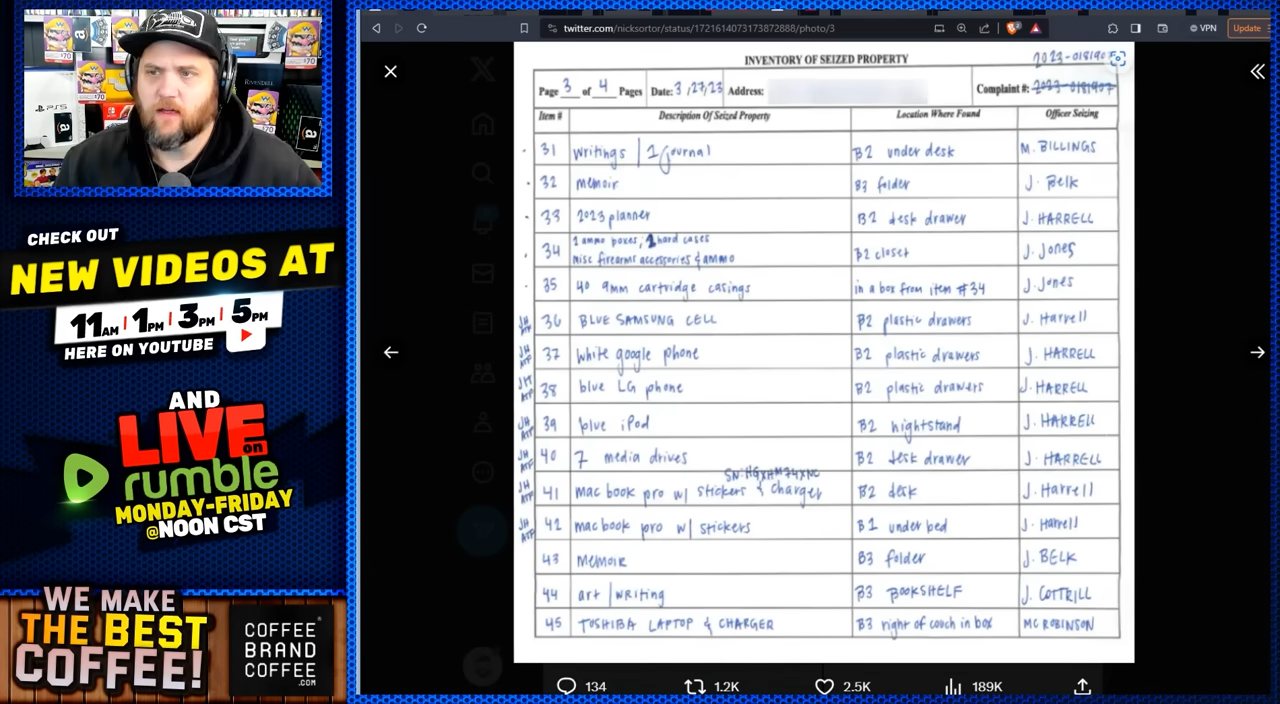 CHECK OUT
NEW VIDEOS AT
11AM | 1PM | 3PM | 5PM
HERE ON YOUTUBE
AND
LIVE on
rumble
MONDAY-FRIDAY
@NOON CST
WE MAKE
THE BEST
COFFEE!
COFFEE
BRAND
COFFEE
.COM
twitter.com/nicksortor/status/1721614073173872888/photo/3
VPN
Update
INVENTORY OF SEIZED PROPERTY
Page 3 of 4 Pages Date: 3/27/23 Address: Complaint #: 2023-0181907
Item # Description Of Seized Property Location Where Found Officer Seizing
31 writings / 1 journal B2 under desk M. BILLINGS
32 memoir B3 folder J. Belk
33 2023 planner B2 desk drawer J. HARRELL
34 2 ammo boxes, 2 hard cases
misc firearms accessories & ammo B2 closet J. Jones
35 40 9mm cartridge casings in a box from item #34 J. Jones
36 BLUE SAMSUNG CELL B2 plastic drawers J. Harrell
37 white google phone B2 plastic drawers J. HARRELL
38 blue LG phone B2 plastic drawers J. HARRELL
39 blue iPod B2 nightstand J. HARRELL
40 7 media drives B2 desk drawer J. HARRELL
41 mac book pro w/ stickers & charger B2 desk J. Harrell
42 mac book pro w/ stickers B1 under bed J. Harrell
43 Memoir B3 folder J. BELK
44 art / writing B3 BOOKSHELF J. COTTRILL
45 TOSHIBA LAPTOP & CHARGER B3 right of couch in box MC ROBINSON
134 1.2K 2.5K 189K